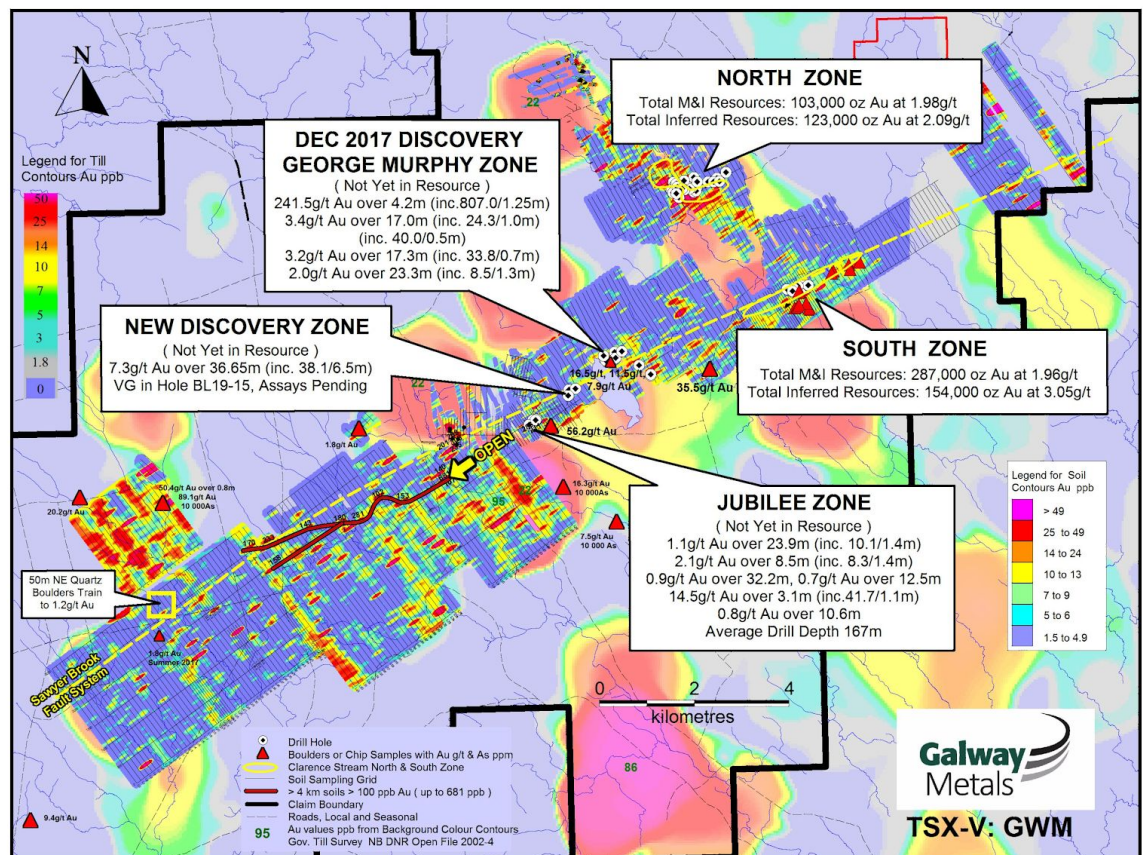 N
Legend for Till
Contours Au ppb
50
25
14
10
7
5
3
1.8
0
DEC 2017 DISCOVERY
GEORGE MURPHY ZONE
( Not Yet in Resource )
241.5g/t Au over 4.2m (inc.807.0/1.25m)
3.4g/t Au over 17.0m (inc. 24.3/1.0m)
(inc. 40.0/0.5m)
3.2g/t Au over 17.3m (inc. 33.8/0.7m)
2.0g/t Au over 23.3m (inc. 8.5/1.3m)
NORTH ZONE
Total M&I Resources: 103,000 oz Au at 1.98g/t
Total Inferred Resources: 123,000 oz Au at 2.09g/t
22
NEW DISCOVERY ZONE
( Not Yet in Resource )
7.3g/t Au over 36.65m (inc. 38.1/6.5m)
VG in Hole BL19-15, Assays Pending
SOUTH ZONE
Total M&I Resources: 287,000 oz Au at 1.96g/t
Total Inferred Resources: 154,000 oz Au at 3.05g/t
16.5g/t, 11.5g/t,
7.9g/t Au
35.5g/t Au
22
1.8g/t Au
56.2g/t Au
OPEN
50.4g/t Au over 0.8m
89.1g/t Au
10 000As
20.2g/t Au
16.3g/t Au
10 000As
95
22
7.5g/t Au
10 000 As
153
180
142
170
JUBILEE ZONE
( Not Yet in Resource )
1.1g/t Au over 23.9m (inc. 10.1/1.4m)
2.1g/t Au over 8.5m (inc. 8.3/1.4m)
0.9g/t Au over 32.2m, 0.7g/t Au over 12.5m
14.5g/t Au over 3.1m (inc.41.7/1.1m)
0.8g/t Au over 10.6m
Average Drill Depth 167m
Legend for Soil
Contours Au ppb
> 49
25 to 49
14 to 24
10 to 13
7 to 9
5 to 6
1.5 to 4.9
50m NE Quartz
Boulders Train
to 1.2g/t Au
1.8g/t Au
Summer 2017
Sawyer Brook
Fault System
0 2 4
kilometres
86
9.4g/t Au
Drill Hole
Boulders or Chip Samples with Au g/t & As ppm
Clarence Stream North & South Zone
Soil Sampling Grid
> 4 km soils > 100 ppb Au ( up to 681 ppb )
Claim Boundary
Roads, Local and Seasonal
95 Au values ppb from Background Colour Contours
Gov. Till Survey NB DNR Open File 2002-4
Galway
Metals
TSX-V: GWM